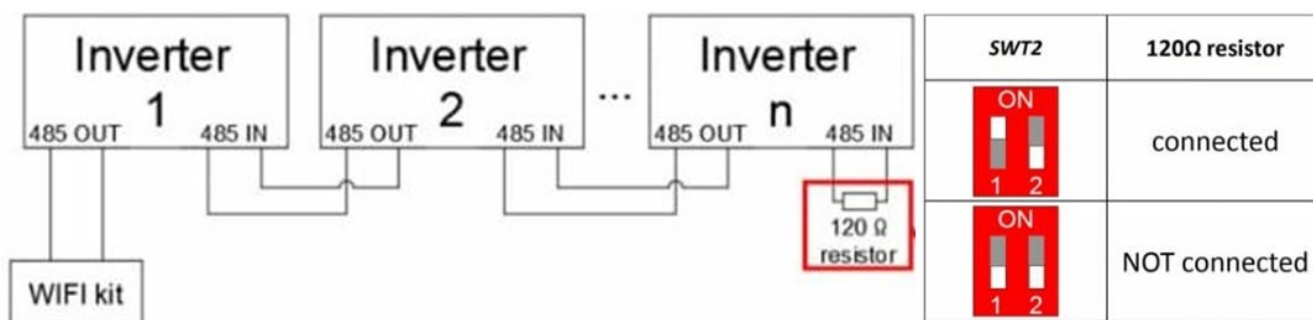 Inverter
1
485 OUT
485 IN
Inverter
2
485 OUT
485 IN
...
Inverter
n
485 OUT
485 IN
120 Ω
resistor
WIFI kit
SWT2
120Ω resistor
ON
1 2
connected
ON
1 2
NOT connected